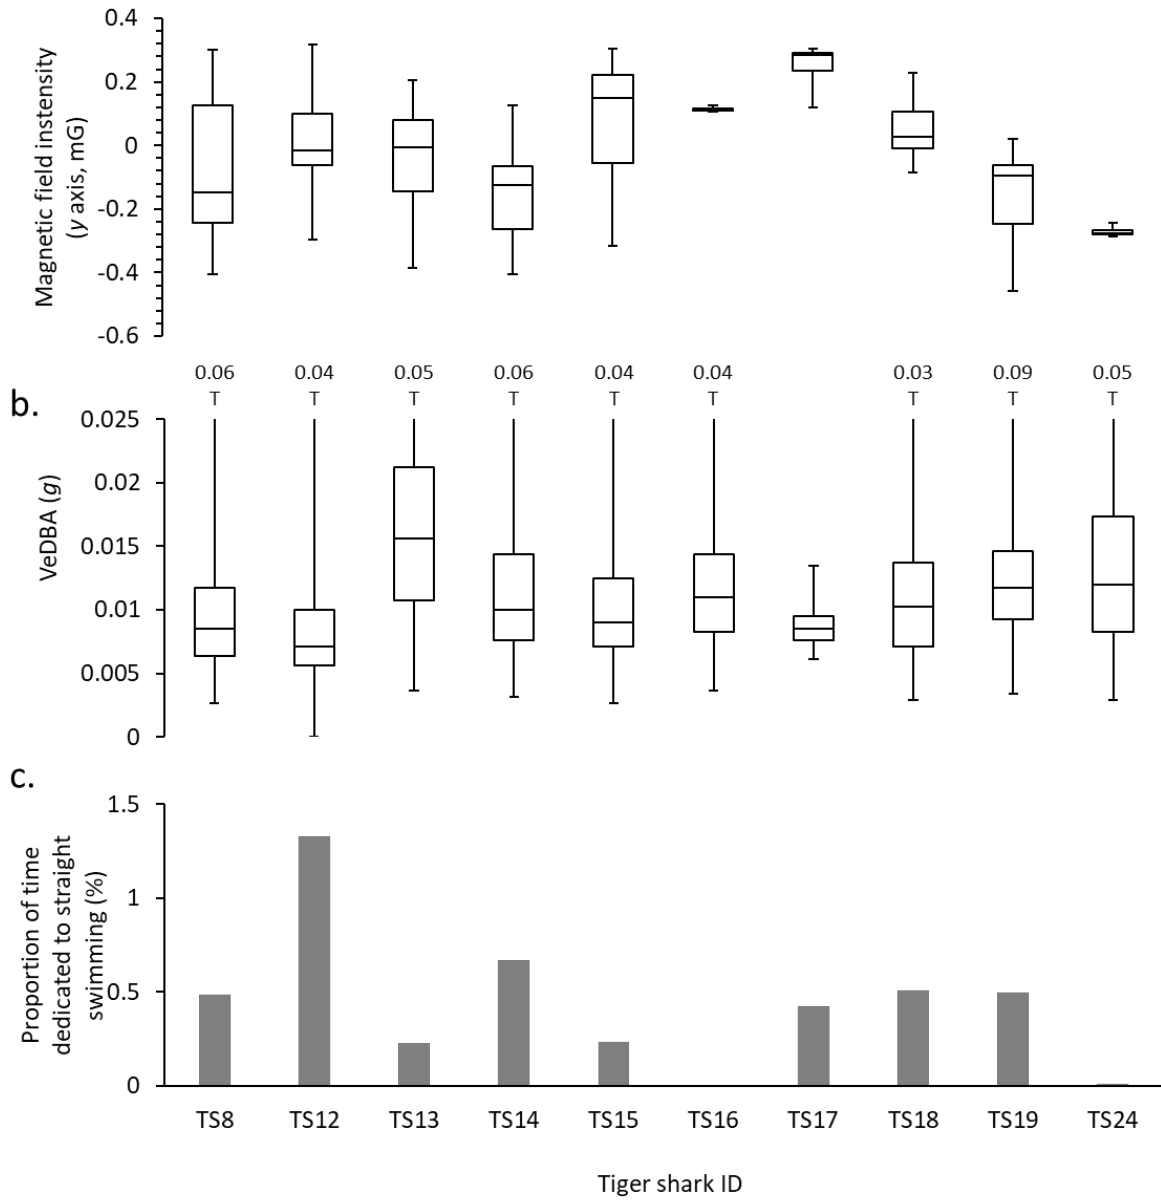 0.4
0.2
0
-0.2
-0.4
-0.6
Magnetic field instensity
(y axis, mG)
0.06 0.04 0.05 0.06 0.04 0.04 0.03 0.09 0.05
b.
0.025
0.02
0.015
0.01
0.005
0
VeDBA (g)
c.
1.5
1
0.5
0
Proportion of time
dedicated to straight
swimming (%)
TS8 TS12 TS13 TS14 TS15 TS16 TS17 TS18 TS19 TS24
Tiger shark ID